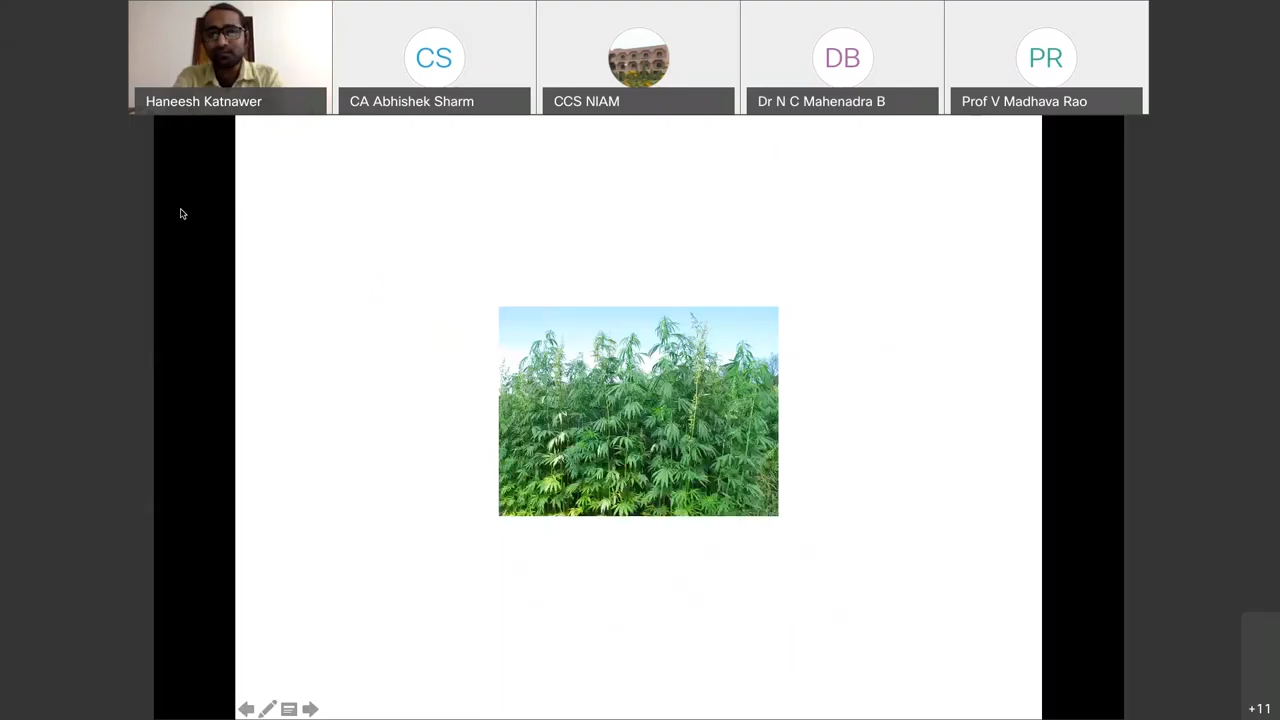 CS
DB
PR
Haneesh Katnawer
CA Abhishek Sharm
CCS NIAM
Dr N C Mahenadra B
Prof V Madhava Rao
+11